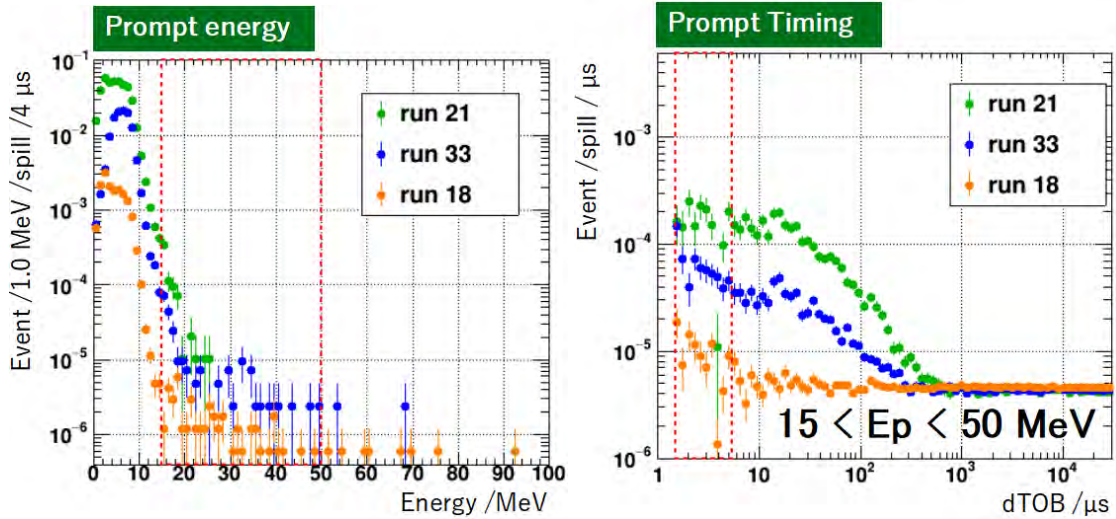 Prompt energy
Event /1.0 MeV /spill /4 μs
10⁻¹
10⁻²
10⁻³
10⁻⁴
10⁻⁵
10⁻⁶
run 21
run 33
run 18
0 10 20 30 40 50 60 70 80 90 100
Energy /MeV
Prompt Timing
Event /spill / μs
10⁻³
10⁻⁴
10⁻⁵
10⁻⁶
run 21
run 33
run 18
15 < Ep < 50 MeV
1 10 10² 10³ 10⁴
dTOB /μs